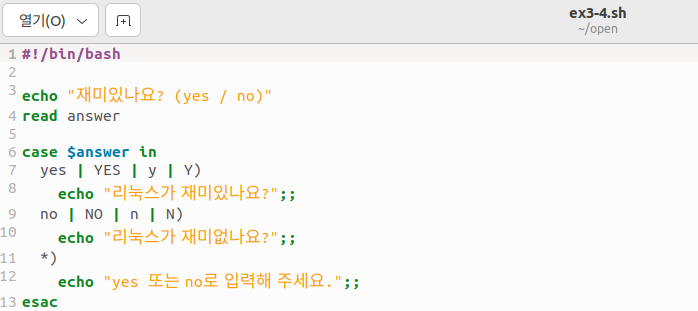 열기(O)
ex3-4.sh
~/open
1 #!/bin/bash
2
3 echo "재미있나요? (yes / no)"
4 read answer
5
6 case $answer in
7   yes | YES | y | Y)
8     echo "리눅스가 재미있나요?";;
9   no | NO | n | N)
10     echo "리눅스가 재미없나요?";;
11   *)
12     echo "yes 또는 no로 입력해 주세요.";;
13 esac